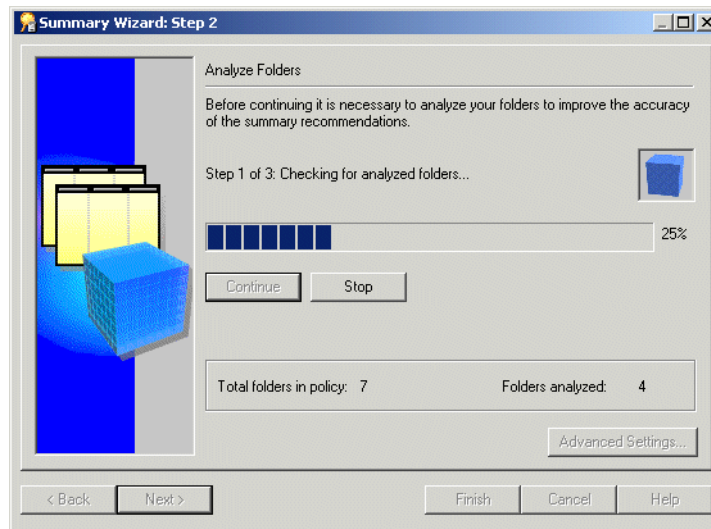 Summary Wizard: Step 2
Analyze Folders
Before continuing it is necessary to analyze your folders to improve the accuracy
of the summary recommendations.
Step 1 of 3: Checking for analyzed folders...
25%
Continue
Stop
Total folders in policy: 7
Folders analyzed: 4
Advanced Settings...
< Back
Next >
Finish
Cancel
Help